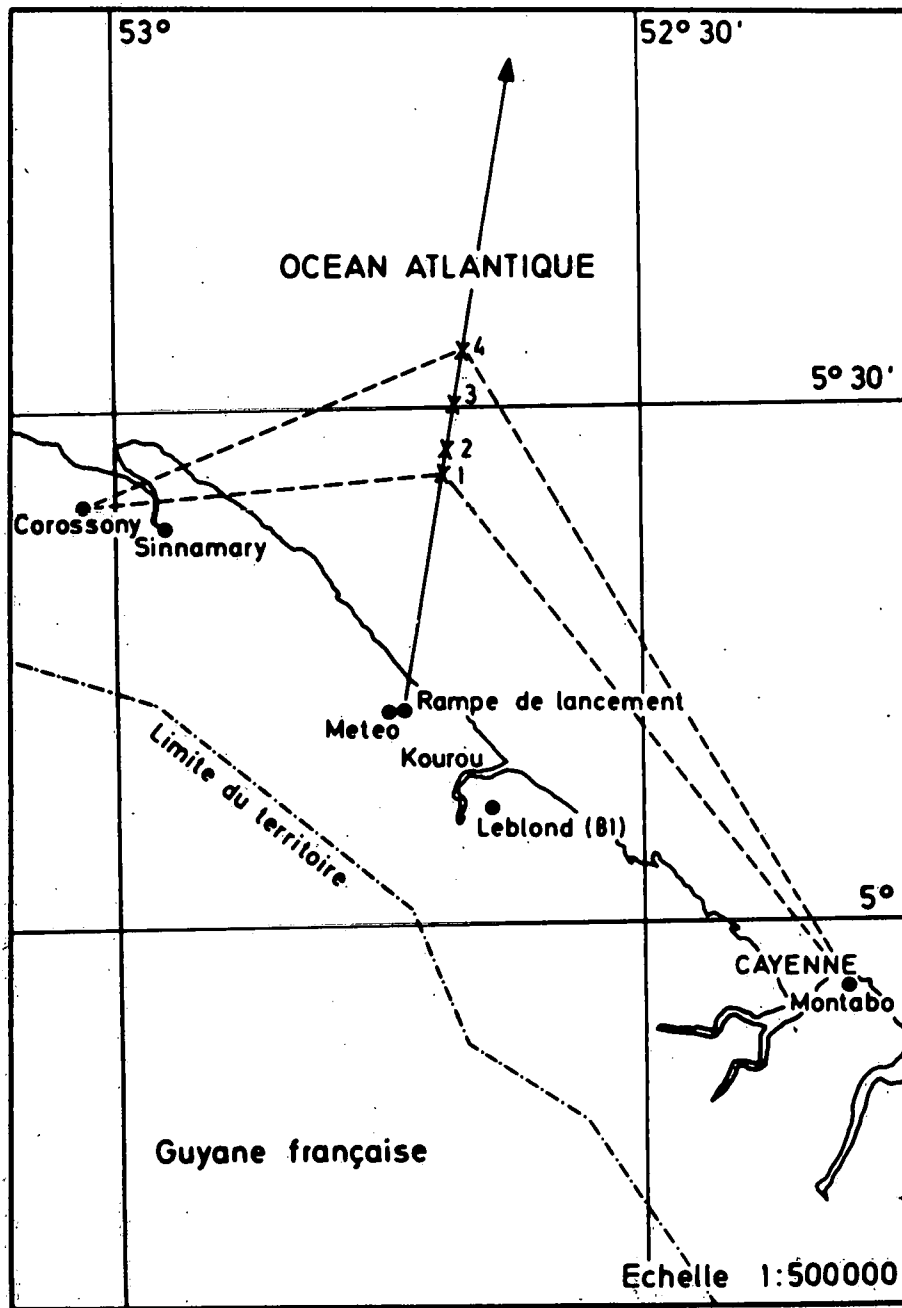 53°
52° 30'
OCEAN ATLANTIQUE
4
5° 30'
3
2
1
Corossony
Sinnamary
Rampe de lancement
Meteo
Kourou
Limite du territoire
Leblond (B1)
5°
CAYENNE
Montabo
Guyane française
Echelle 1:500000